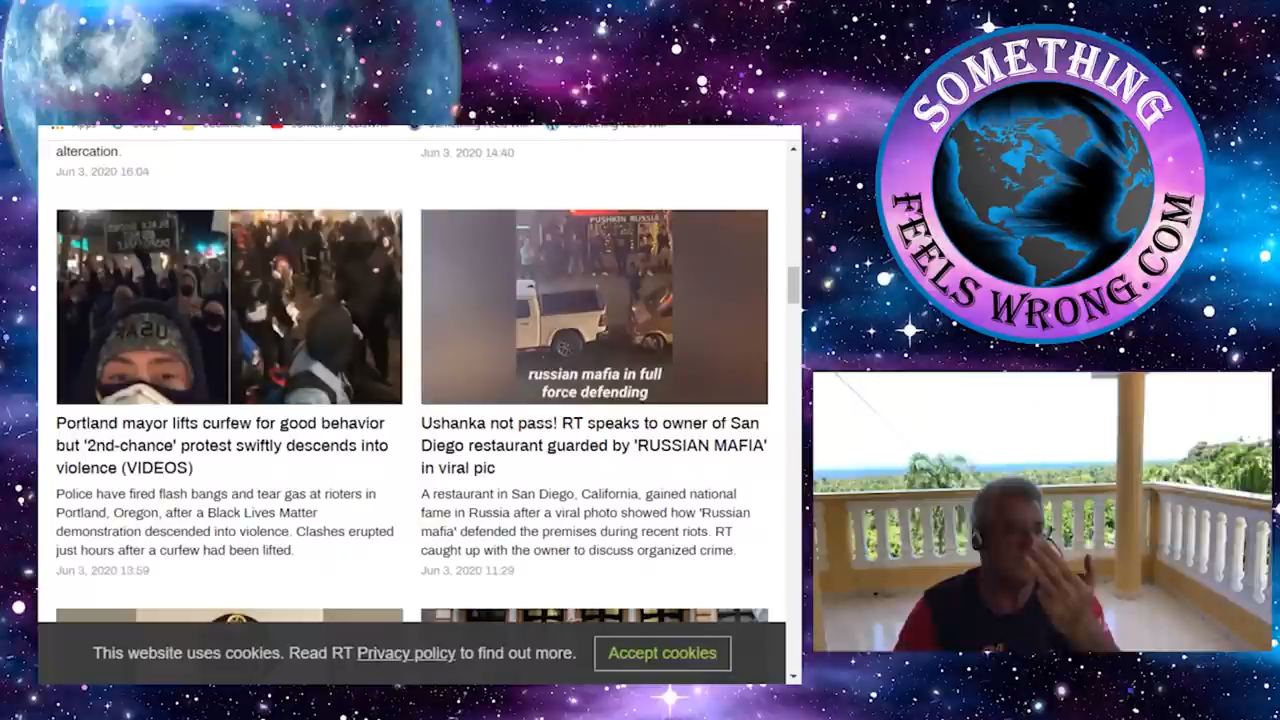 altercation.
Jun 3, 2020 16:04
Jun 3, 2020 14:40
PUSHKIN RUSSIA
russian mafia in full
force defending
Portland mayor lifts curfew for good behavior
but '2nd-chance' protest swiftly descends into
violence (VIDEOS)
Police have fired flash bangs and tear gas at rioters in
Portland, Oregon, after a Black Lives Matter
demonstration descended into violence. Clashes erupted
just hours after a curfew had been lifted.
Jun 3, 2020 13:59
Ushanka not pass! RT speaks to owner of San
Diego restaurant guarded by 'RUSSIAN MAFIA'
in viral pic
A restaurant in San Diego, California, gained national
fame in Russia after a viral photo showed how 'Russian
mafia' defended the premises during recent riots. RT
caught up with the owner to discuss organized crime.
Jun 3, 2020 11:29
This website uses cookies. Read RT Privacy policy to find out more.
Accept cookies
SOMETHING
FEELS WRONG.COM